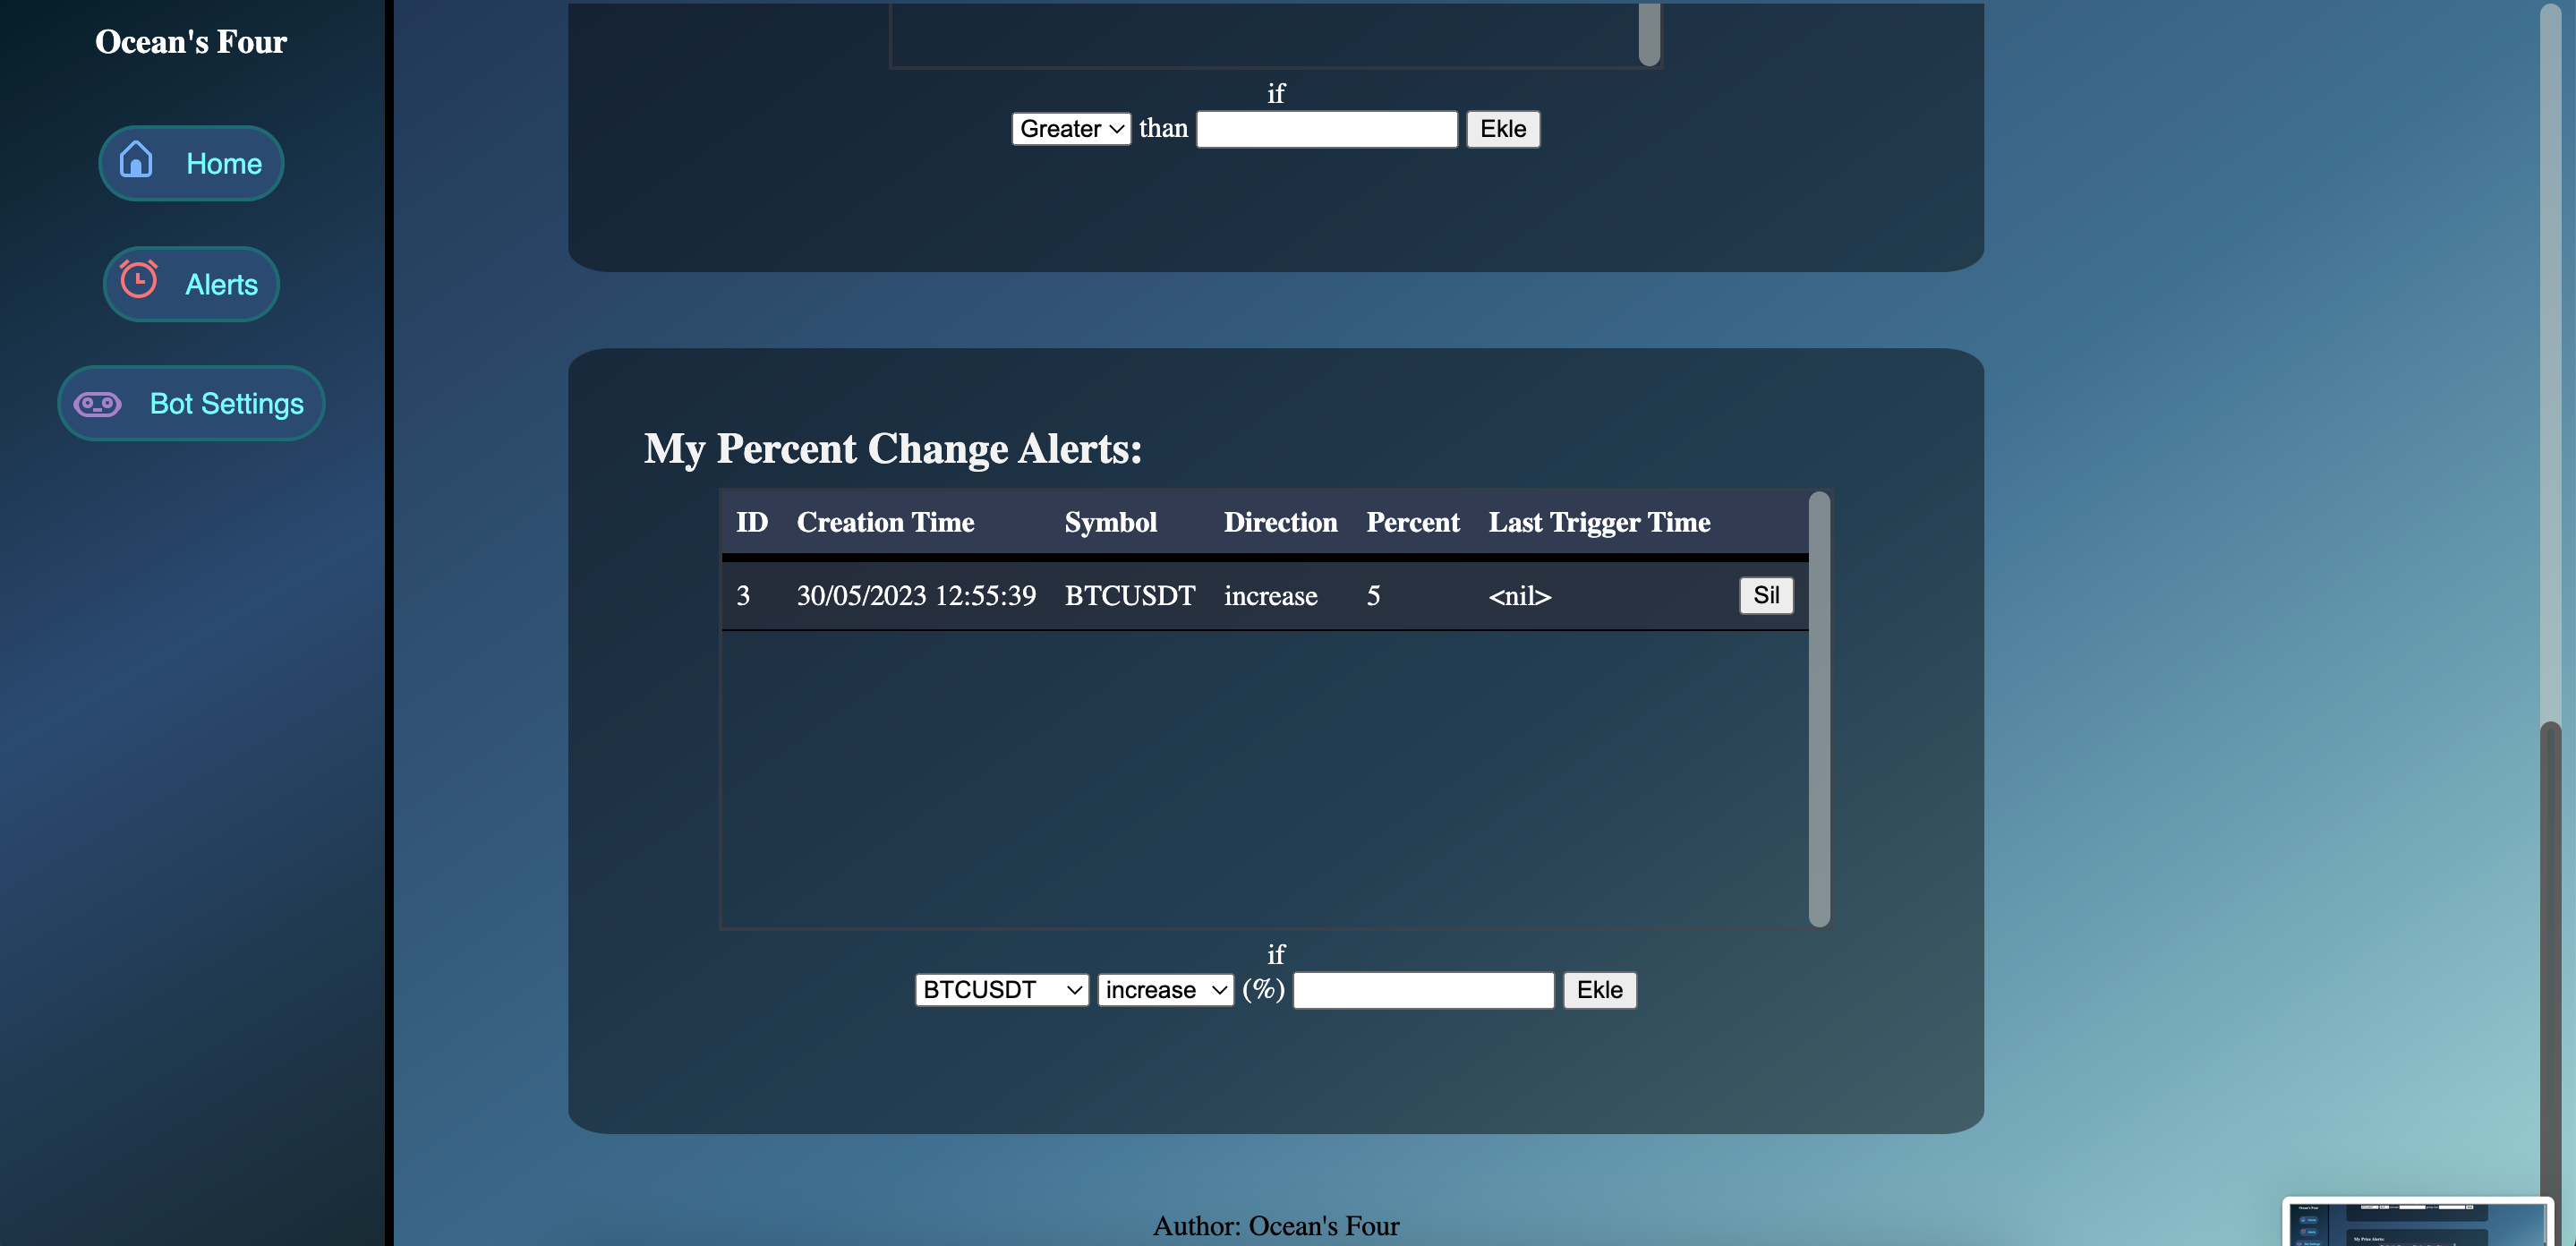 Ocean's Four
Home
Alerts
Bot Settings
if
Greater than Ekle
My Percent Change Alerts:
ID Creation Time Symbol Direction Percent Last Trigger Time
3 30/05/2023 12:55:39 BTCUSDT increase 5 <nil> Sil
if
BTCUSDT increase (%) Ekle
Author: Ocean's Four